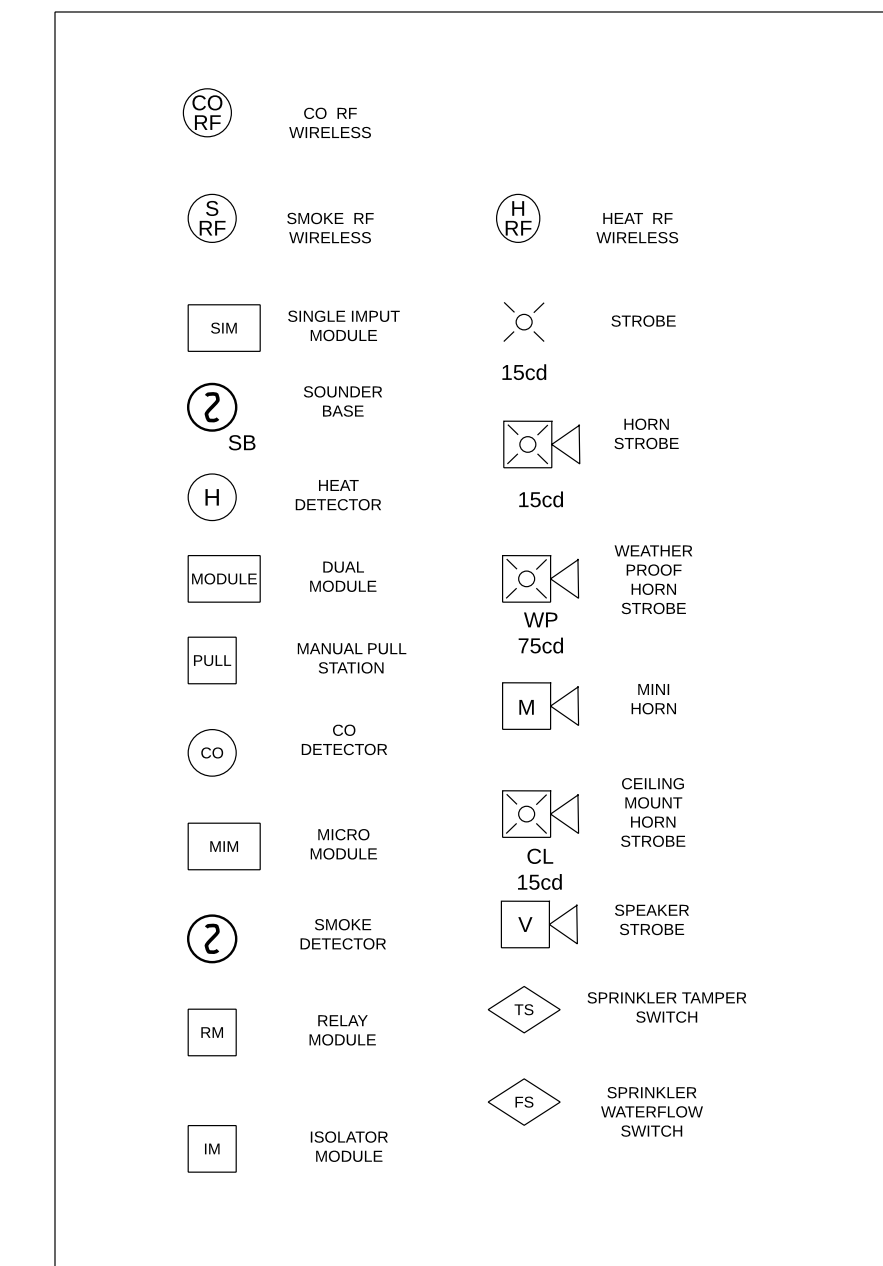 CO
RF
CO RF
WIRELESS
S
RF
SMOKE RF
WIRELESS
SIM
SINGLE IMPUT
MODULE
SOUNDER
BASE
SB
H
HEAT
DETECTOR
MODULE
DUAL
MODULE
PULL
MANUAL PULL
STATION
CO
CO
DETECTOR
MIM
MICRO
MODULE
SMOKE
DETECTOR
RM
RELAY
MODULE
IM
ISOLATOR
MODULE
H
RF
HEAT RF
WIRELESS
STROBE
15cd
HORN
STROBE
15cd
WEATHER
PROOF
HORN
STROBE
WP
75cd
M
MINI
HORN
CEILING
MOUNT
HORN
STROBE
CL
15cd
V
SPEAKER
STROBE
TS
SPRINKLER TAMPER
SWITCH
FS
SPRINKLER
WATERFLOW
SWITCH